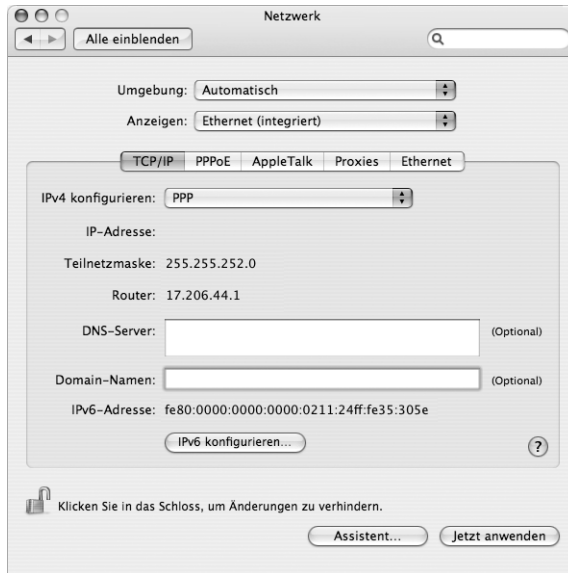 Netzwerk
Alle einblenden
Umgebung: Automatisch
Anzeigen: Ethernet (integriert)
TCP/IP PPPoE AppleTalk Proxies Ethernet
IPv4 konfigurieren: PPP
IP-Adresse:
Teilnetzmaske: 255.255.252.0
Router: 17.206.44.1
DNS-Server: (Optional)
Domain-Namen: (Optional)
IPv6-Adresse: fe80:0000:0000:0000:0211:24ff:fe35:305e
IPv6 konfigurieren... ?
Klicken Sie in das Schloss, um Änderungen zu verhindern.
Assistent... Jetzt anwenden